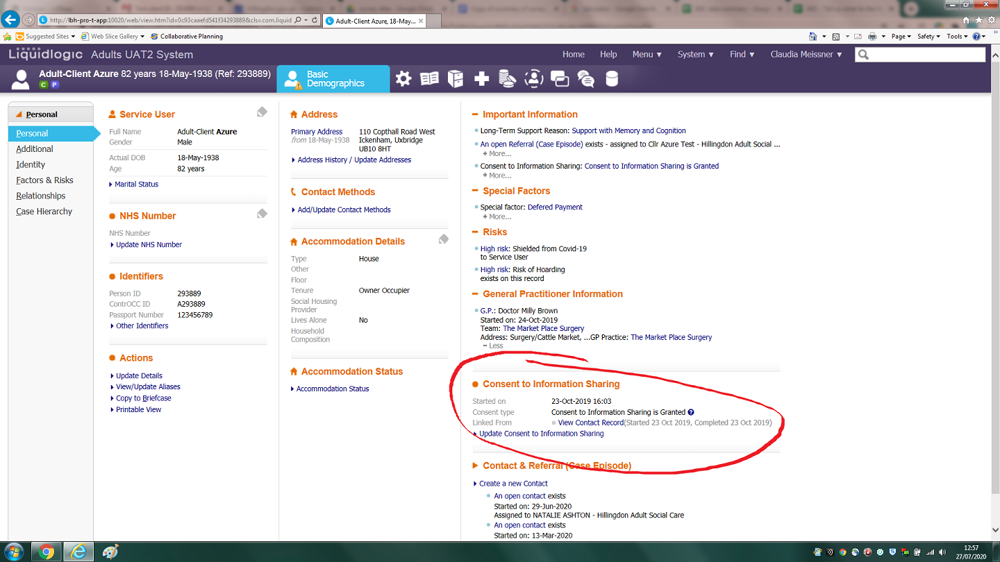 http://lbh-pro-t-app:10020/web/view.htm?id=0c93caaefd541f34293889&cls=com.liquid
Adult-Client Azure, 18-May...
Suggested Sites
Web Slice Gallery
Collaborative Planning
Page
Safety
Tools
Liquidlogic Adults UAT2 System
Home
Help
Menu
System
Find
Claudia Meissner
Adult-Client Azure 82 years 18-May-1938 (Ref: 293889)
C P
Basic
Demographics
Personal
Personal
Additional
Identity
Factors & Risks
Relationships
Case Hierarchy
Service User
Full Name Adult-Client Azure
Gender Male
Actual DOB 18-May-1938
Age 82 years
Marital Status
NHS Number
NHS Number
Update NHS Number
Identifiers
Person ID 293889
ContrOCC ID A293889
Passport Number 123456789
Other Identifiers
Actions
Update Details
View/Update Aliases
Copy to Briefcase
Printable View
Address
Primary Address 110 Copthall Road West
from 18-May-1938 Ickenham, Uxbridge
UB10 8HT
Address History / Update Addresses
Contact Methods
Add/Update Contact Methods
Accommodation Details
Type House
Other
Floor
Tenure Owner Occupier
Social Housing
Provider
Lives Alone No
Household
Composition
Accommodation Status
Accommodation Status
Important Information
Long-Term Support Reason: Support with Memory and Cognition
An open Referral (Case Episode) exists - assigned to Cllr Azure Test - Hillingdon Adult Social ...
+ More...
Consent to Information Sharing: Consent to Information Sharing is Granted
+ More...
Special Factors
Special factor: Defered Payment
+ More...
Risks
High risk: Shielded from Covid-19
to Service User
High risk: Risk of Hoarding
exists on this record
General Practitioner Information
G.P.: Doctor Milly Brown
Started on: 24-Oct-2019
Team: The Market Place Surgery
Address: Surgery/Cattle Market, ...GP Practice: The Market Place Surgery
− Less
Consent to Information Sharing
Started on 23-Oct-2019 16:03
Consent type Consent to Information Sharing is Granted ?
Linked From View Contact Record(Started 23 Oct 2019, Completed 23 Oct 2019)
Update Consent to Information Sharing
Contact & Referral (Case Episode)
Create a new Contact
An open contact exists
Started on: 29-Jun-2020
Assigned to NATALIE ASHTON - Hillingdon Adult Social Care
An open contact exists
Started on: 13-Mar-2020
12:57
27/07/2020